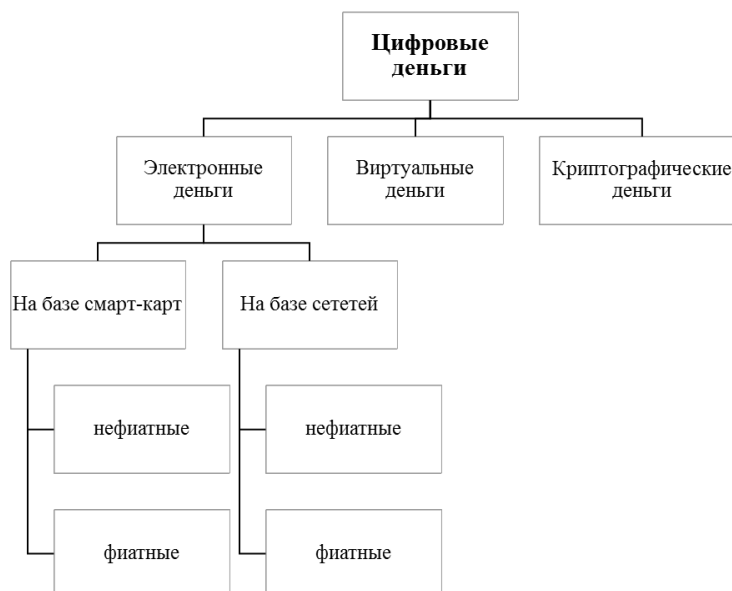 Цифровые
деньги
Электронные
деньги
Виртуальные
деньги
Криптографические
деньги
На базе смарт-карт
На базе сететей
нефиатные
нефиатные
фиатные
фиатные